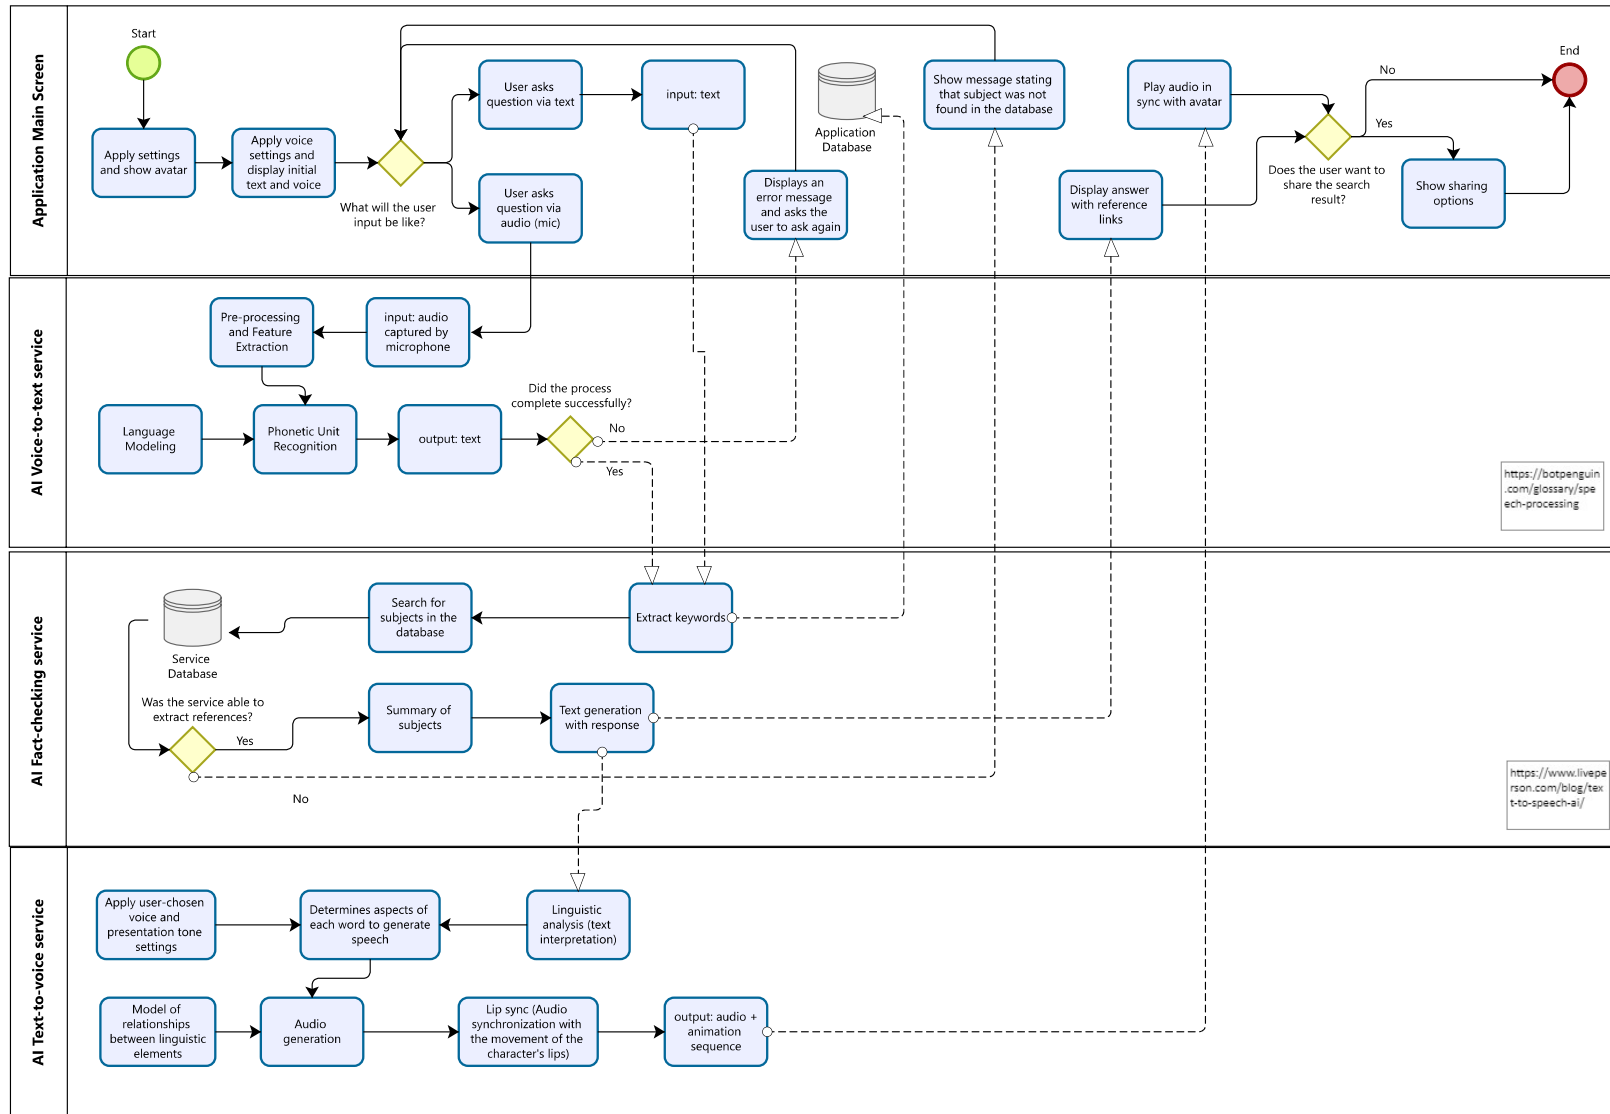 Application Main Screen
Start
Apply settings
and show avatar
Apply voice
settings and
display initial
text and voice
What will the user
input be like?
User asks
question via text
User asks
question via
audio (mic)
input: text
Displays an
error message
and asks the
user to ask again
Application
Database
Show message stating
that subject was not
found in the database
Display answer
with reference
links
Play audio in
sync with avatar
Does the user want to
share the search
result?
No
Yes
Show sharing
options
End
AI Voice-to-text service
Pre-processing
and Feature
Extraction
input: audio
captured by
microphone
Language
Modeling
Phonetic Unit
Recognition
output: text
Did the process
complete successfully?
No
Yes
https://botpenguin
.com/glossary/spe
ech-processing
AI Fact-checking service
Service
Database
Search for
subjects in the
database
Extract keywords
Was the service able to
extract references?
Yes
No
Summary of
subjects
Text generation
with response
https://www.livepe
rson.com/blog/tex
t-to-speech-ai/
AI Text-to-voice service
Apply user-chosen
voice and
presentation tone
settings
Determines aspects of
each word to generate
speech
Linguistic
analysis (text
interpretation)
Model of
relationships
between linguistic
elements
Audio
generation
Lip sync (Audio
synchronization with
the movement of the
character's lips)
output: audio +
animation
sequence